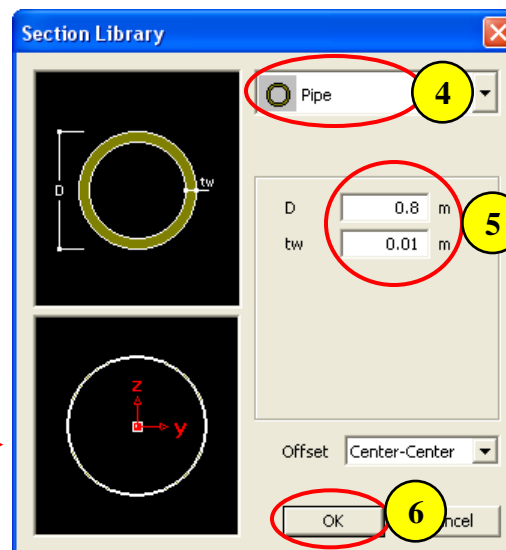 Section Library
Pipe 4
D
tw
D 0.8 m
tw 0.01 m
5
z
y
Offset Center-Center
OK 6 ncel